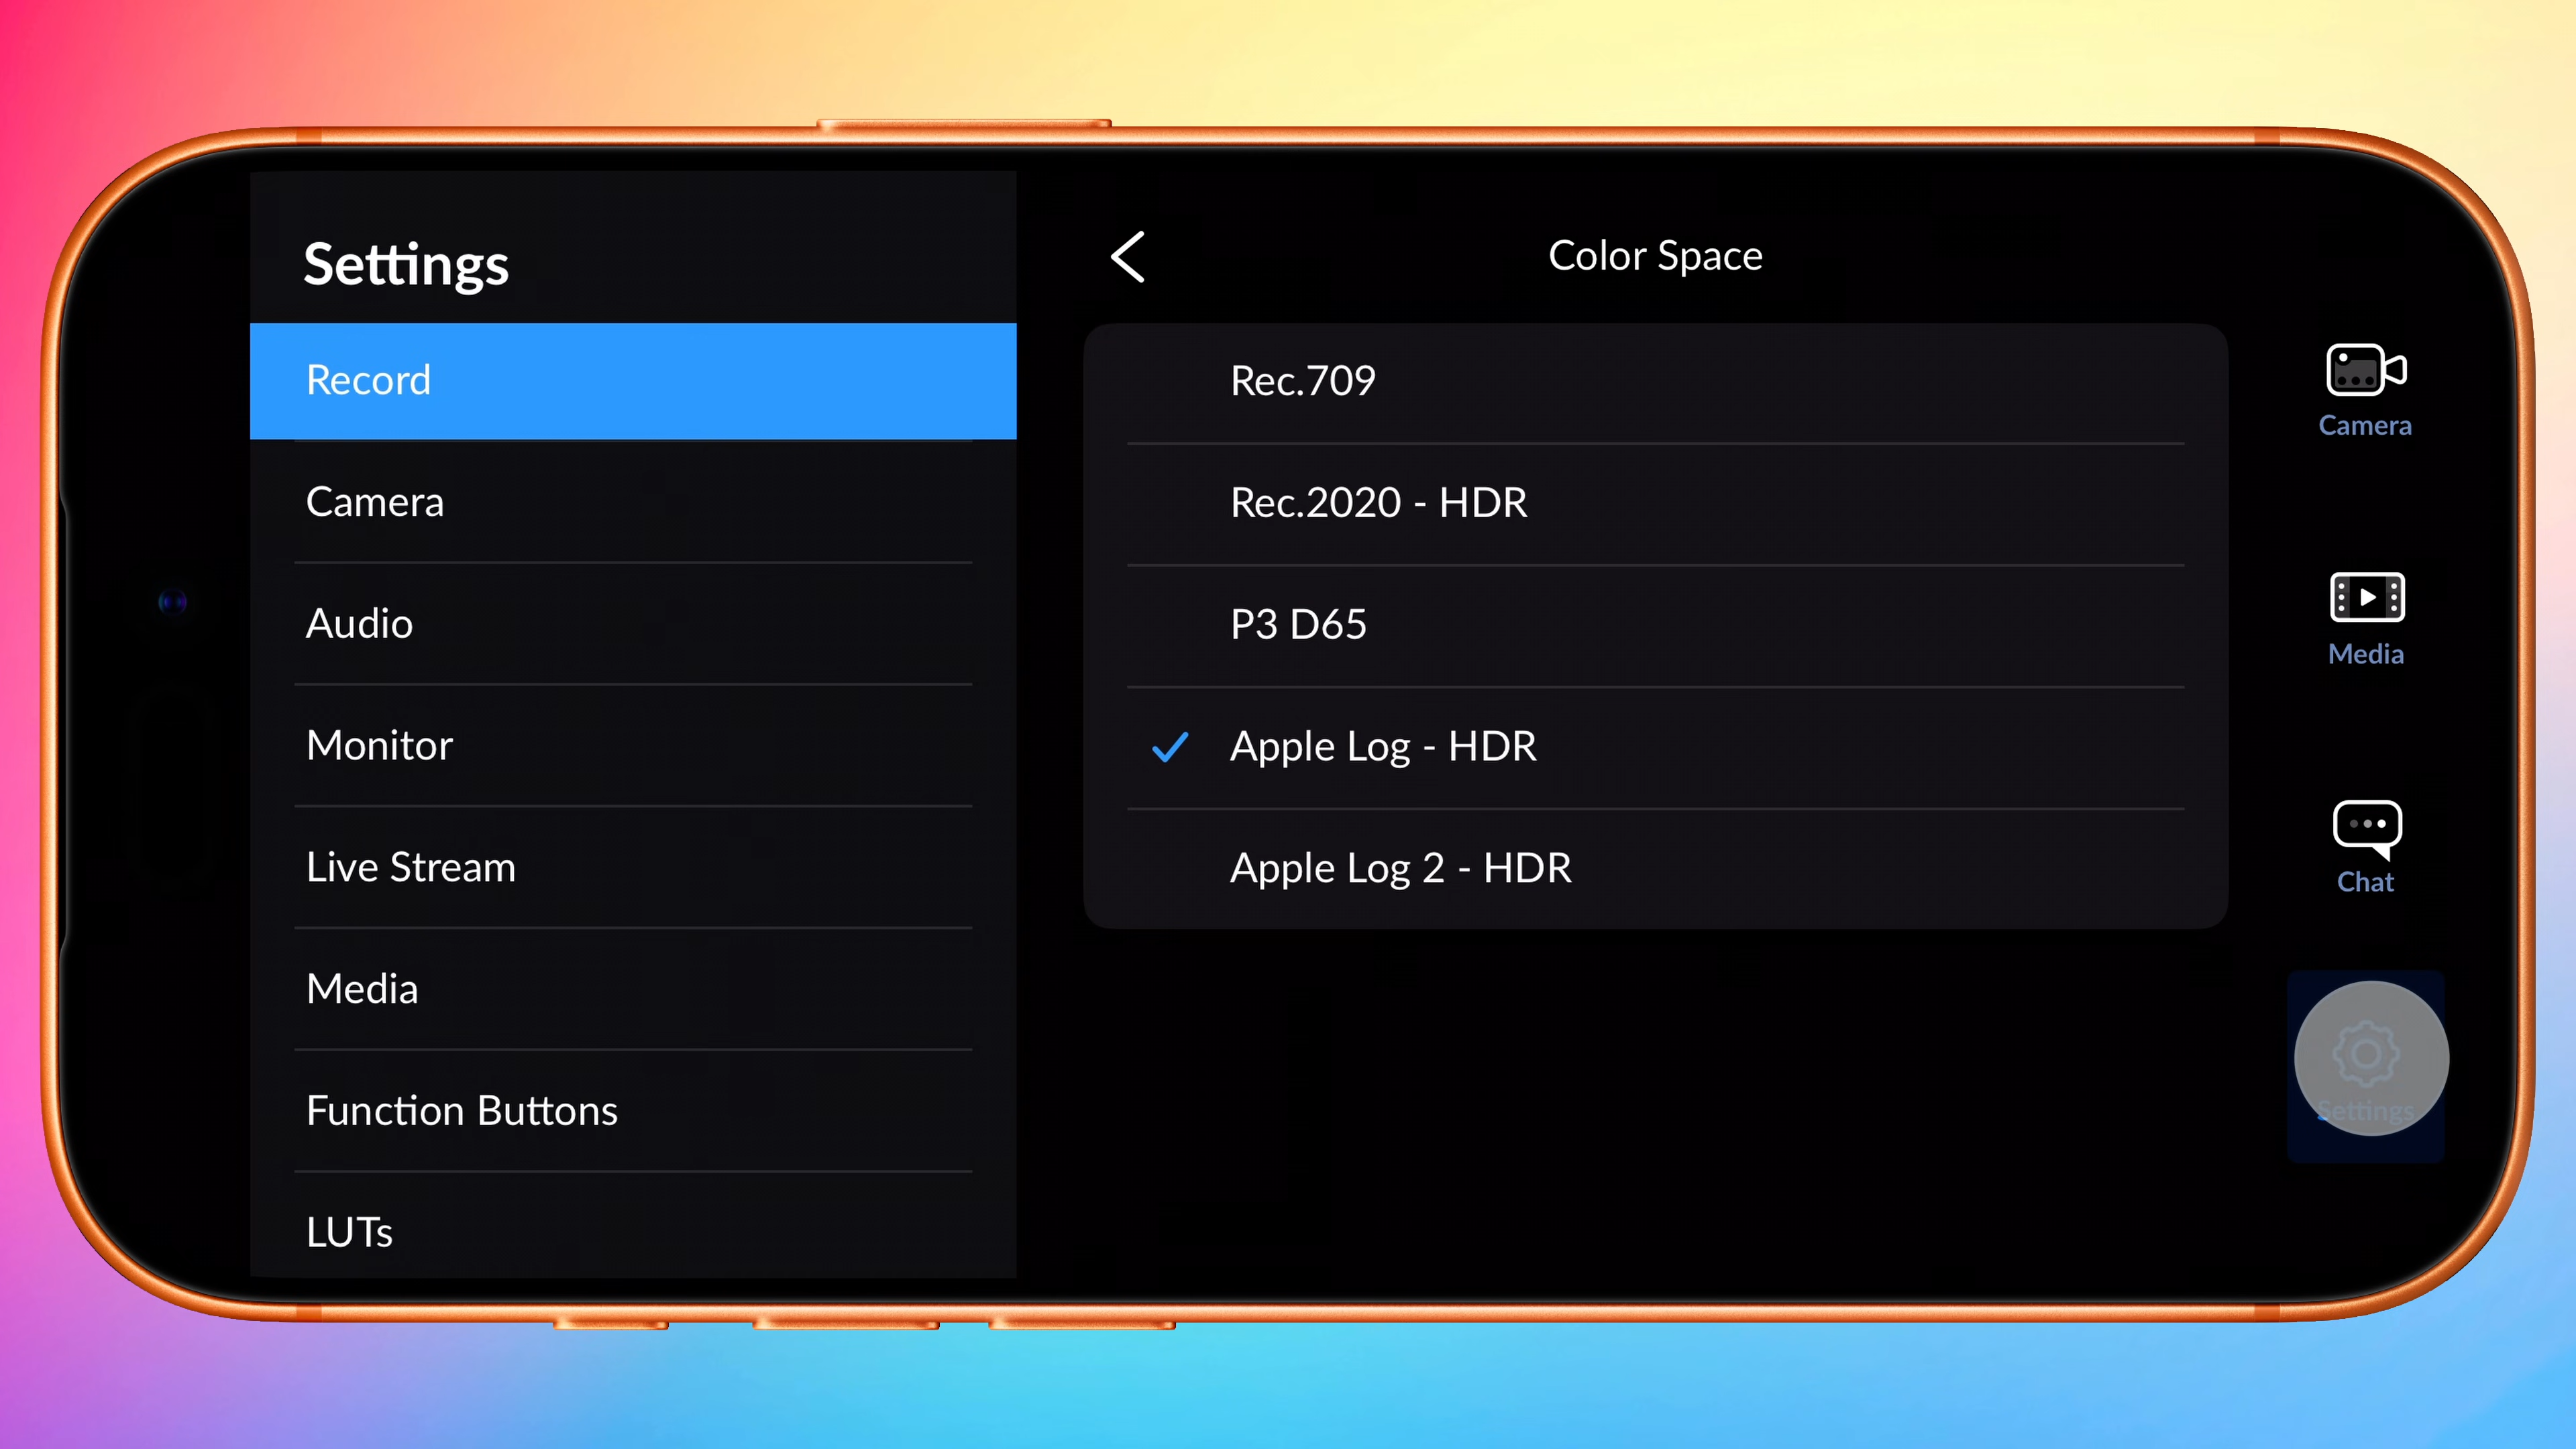 Settings
Record
Camera
Audio
Monitor
Live Stream
Media
Function Buttons
LUTs
Color Space
Rec.709
Rec.2020 - HDR
P3 D65
Apple Log - HDR
Apple Log 2 - HDR
Camera
Media
Chat
Settings